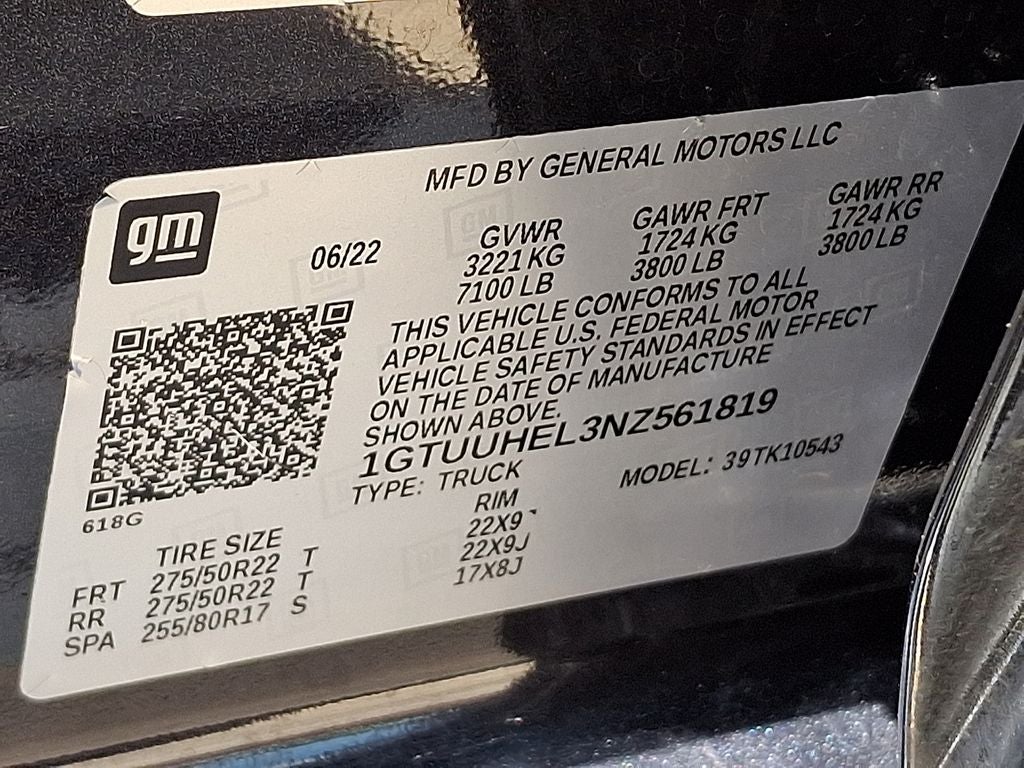 MFD BY GENERAL MOTORS LLC
gm
06/22
GVWR GAWR FRT GAWR RR
3221 KG 1724 KG 1724 KG
7100 LB 3800 LB 3800 LB
THIS VEHICLE CONFORMS TO ALL
APPLICABLE U.S. FEDERAL MOTOR
VEHICLE SAFETY STANDARDS IN EFFECT
ON THE DATE OF MANUFACTURE
SHOWN ABOVE.
1GTUUHEL3NZ561819
TYPE: TRUCK MODEL: 39TK10543
618G
TIRE SIZE RIM
FRT 275/50R22 T 22X9
RR 275/50R22 T 22X9J
SPA 255/80R17 S 17X8J